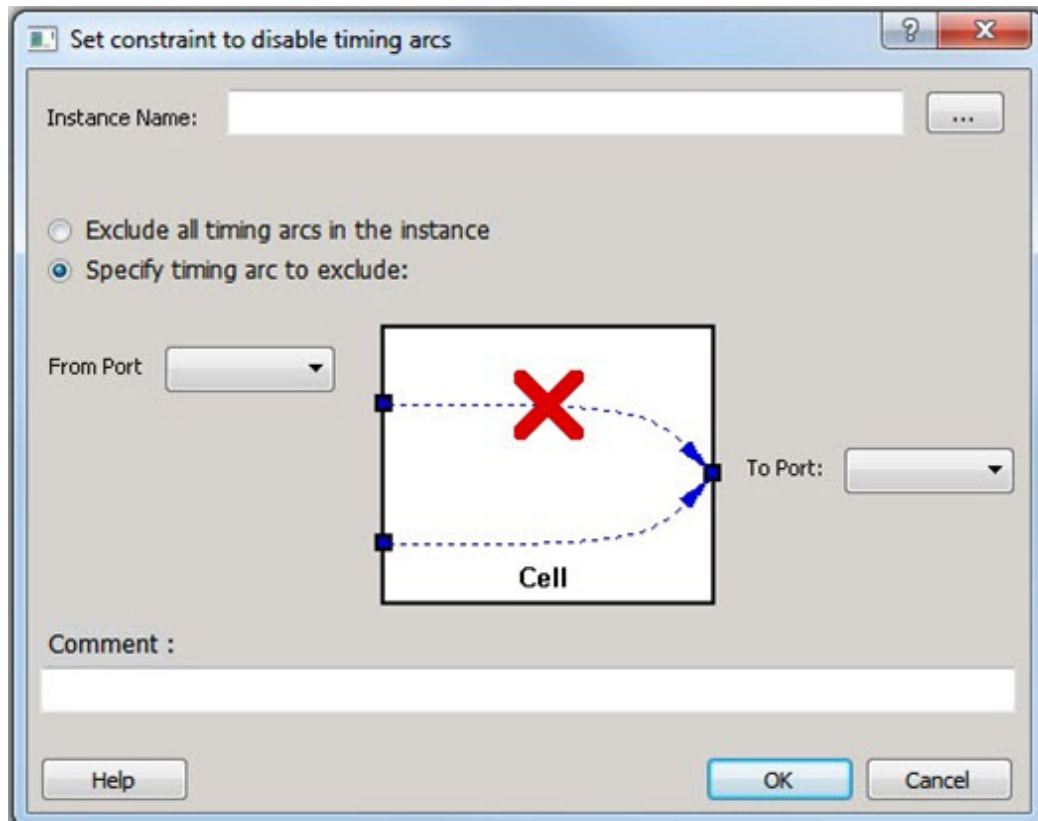 Set constraint to disable timing arcs
Instance Name:
...
Exclude all timing arcs in the instance
Specify timing arc to exclude:
From Port
To Port:
Cell
Comment :
Help
OK
Cancel